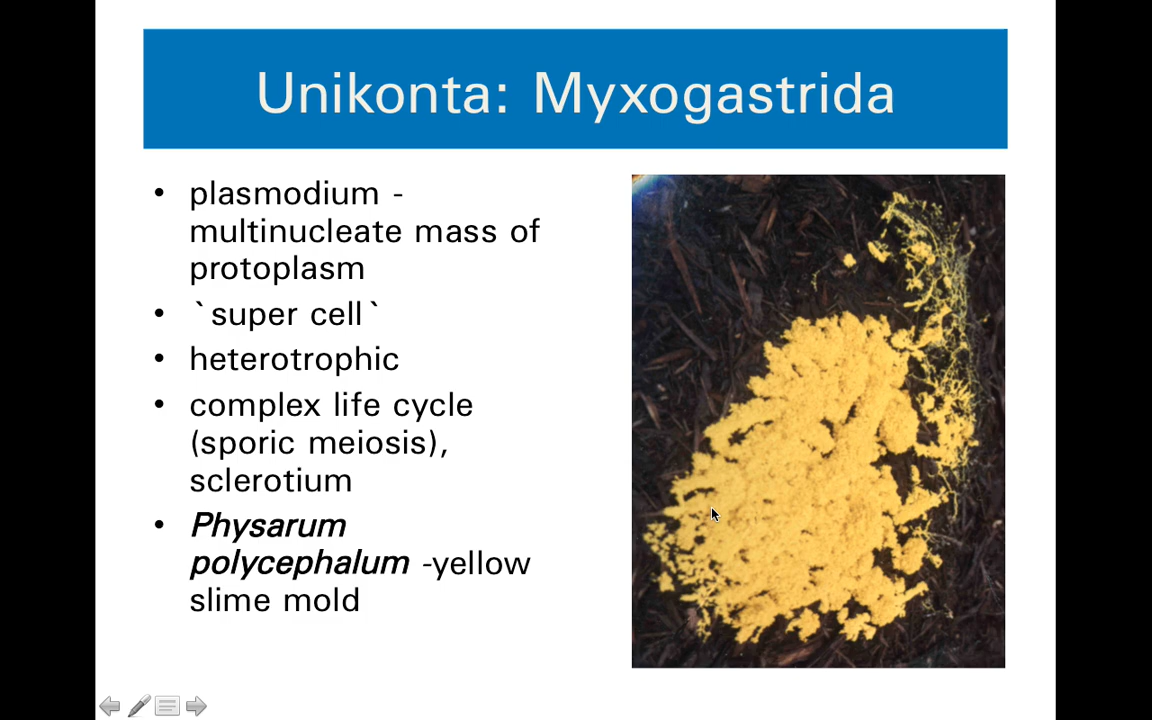 Unikonta: Myxogastrida
• plasmodium -
multinucleate mass of
protoplasm
• `super cell`
• heterotrophic
• complex life cycle
(sporic meiosis),
sclerotium
• Physarum
polycephalum -yellow
slime mold